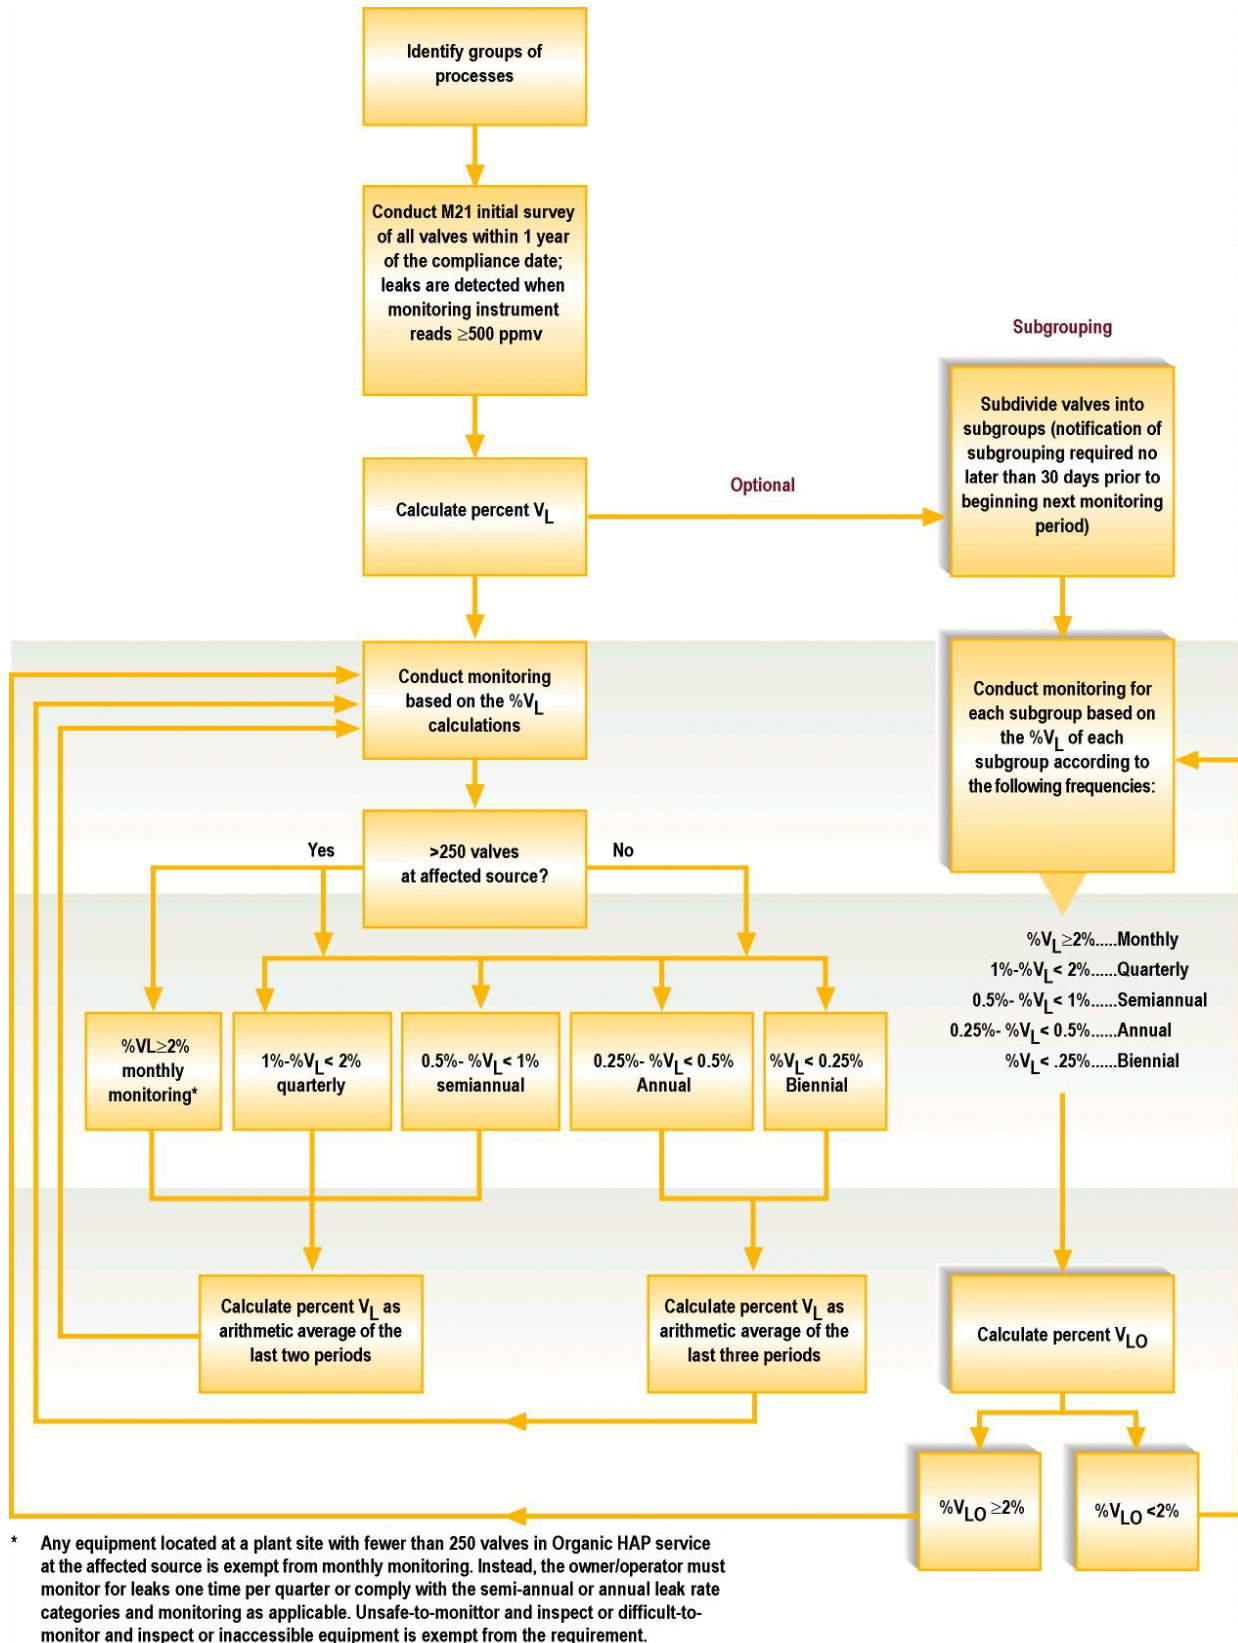 Identify groups of
processes
Conduct M21 initial survey
of all valves within 1 year
of the compliance date;
leaks are detected when
monitoring instrument
reads ≥500 ppmv
Subgrouping
Subdivide valves into
subgroups (notification of
subgrouping required no
later than 30 days prior to
beginning next monitoring
period)
Calculate percent VL
Optional
Conduct monitoring
based on the %VL
calculations
Conduct monitoring for
each subgroup based on
the %VL of each
subgroup according to
the following frequencies:
Yes
>250 valves
at affected source?
No
%VL≥2%.....Monthly
1%-%VL< 2%......Quarterly
0.5%- %VL< 1%......Semiannual
0.25%- %VL< 0.5%......Annual
%VL< .25%......Biennial
%VL≥2%
monthly
monitoring*
1%-%VL< 2%
quarterly
0.5%- %VL< 1%
semiannual
0.25%- %VL< 0.5%
Annual
%VL< 0.25%
Biennial
Calculate percent VL as
arithmetic average of the
last two periods
Calculate percent VL as
arithmetic average of the
last three periods
Calculate percent VLO
%VLO ≥2%
%VLO <2%
* Any equipment located at a plant site with fewer than 250 valves in Organic HAP service
at the affected source is exempt from monthly monitoring. Instead, the owner/operator must
monitor for leaks one time per quarter or comply with the semi-annual or annual leak rate
categories and monitoring as applicable. Unsafe-to-monittor and inspect or difficult-to-
monitor and inspect or inaccessible equipment is exempt from the requirement.